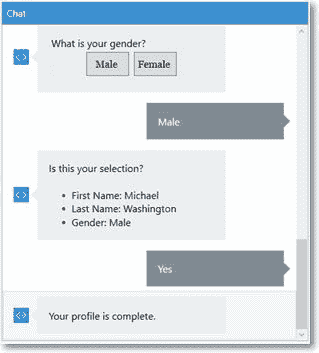 Chat
What is your gender?
Male Female
Male
Is this your selection?
• First Name: Michael
• Last Name: Washington
• Gender: Male
Yes
Your profile is complete.